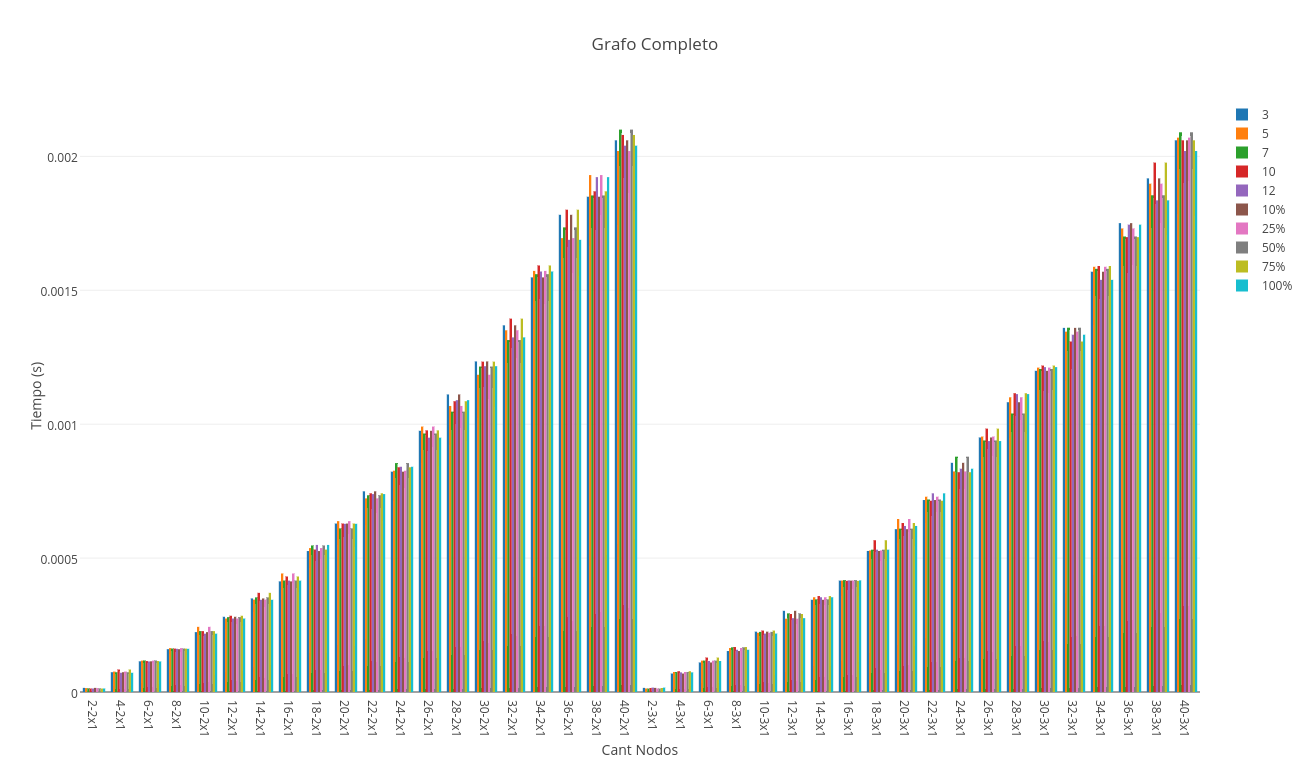 Grafo Completo
3
5
7
10
12
10%
25%
50%
75%
100%
Tiempo (s)
0.002
0.0015
0.001
0.0005
0
2-2x1
4-2x1
6-2x1
8-2x1
10-2x1
12-2x1
14-2x1
16-2x1
18-2x1
20-2x1
22-2x1
24-2x1
26-2x1
28-2x1
30-2x1
32-2x1
34-2x1
36-2x1
38-2x1
40-2x1
2-3x1
4-3x1
6-3x1
8-3x1
10-3x1
12-3x1
14-3x1
16-3x1
18-3x1
20-3x1
22-3x1
24-3x1
26-3x1
28-3x1
30-3x1
32-3x1
34-3x1
36-3x1
38-3x1
40-3x1
Cant Nodos